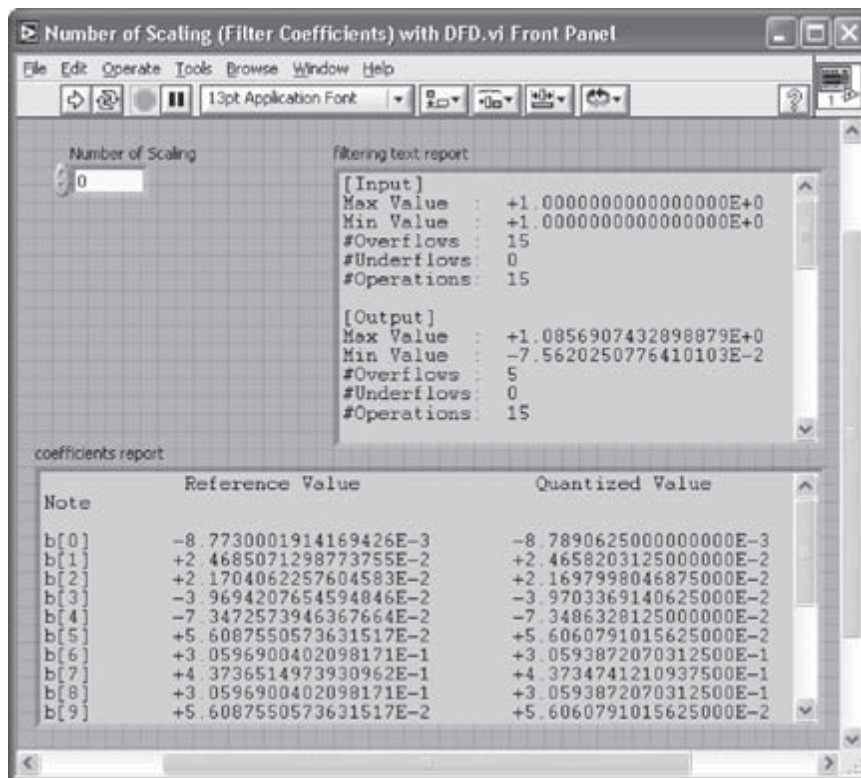 Number of Scaling (Filter Coefficients) with DFD.vi Front Panel
File Edit Operate Tools Browse Window Help
13pt Application Font
1
Number of Scaling
0
filtering text report
[Input]
Max Value : +1.0000000000000000E+0
Min Value : +1.0000000000000000E+0
#Overflows : 15
#Underflows: 0
#Operations: 15
[Output]
Max Value : +1.0856907432898879E+0
Min Value : -7.5620250776410103E-2
#Overflows : 5
#Underflows: 0
#Operations: 15
coefficients report
Reference Value Quantized Value
Note
b[0] -8.7730001914169426E-3 -8.7890625000000000E-3
b[1] +2.4685071298773755E-2 +2.4658203125000000E-2
b[2] +2.1704062257604583E-2 +2.1697998046875000E-2
b[3] -3.9694207654594846E-2 -3.9703369140625000E-2
b[4] -7.3472573946367664E-2 -7.3486328125000000E-2
b[5] +5.6087550573631517E-2 +5.6060791015625000E-2
b[6] +3.0596900402098171E-1 +3.0593872070312500E-1
b[7] +4.3736514973930962E-1 +4.3734741210937500E-1
b[8] +3.0596900402098171E-1 +3.0593872070312500E-1
b[9] +5.6087550573631517E-2 +5.6060791015625000E-2